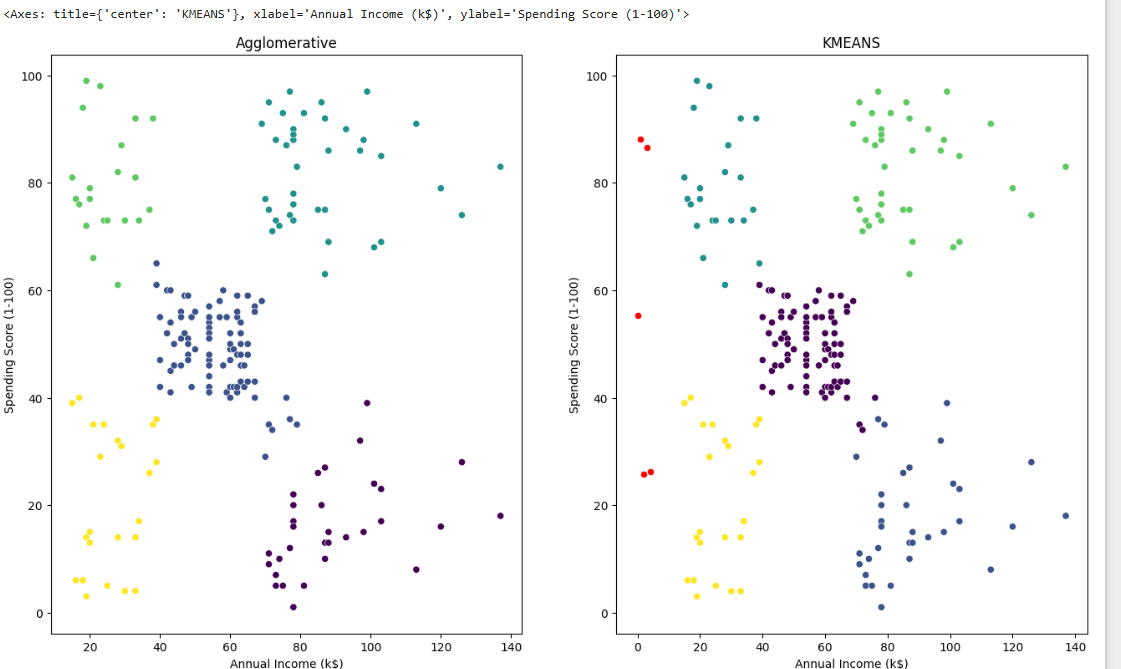 <Axes: title={'center': 'KMEANS'}, xlabel='Annual Income (k$)', ylabel='Spending Score (1-100)'>
Agglomerative
100
80
60
40
20
0
Spending Score (1-100)
20 40 60 80 100 120 140
Annual Income (k$)
KMEANS
100
80
60
40
20
0
Spending Score (1-100)
0 20 40 60 80 100 120 140
Annual Income (k$)